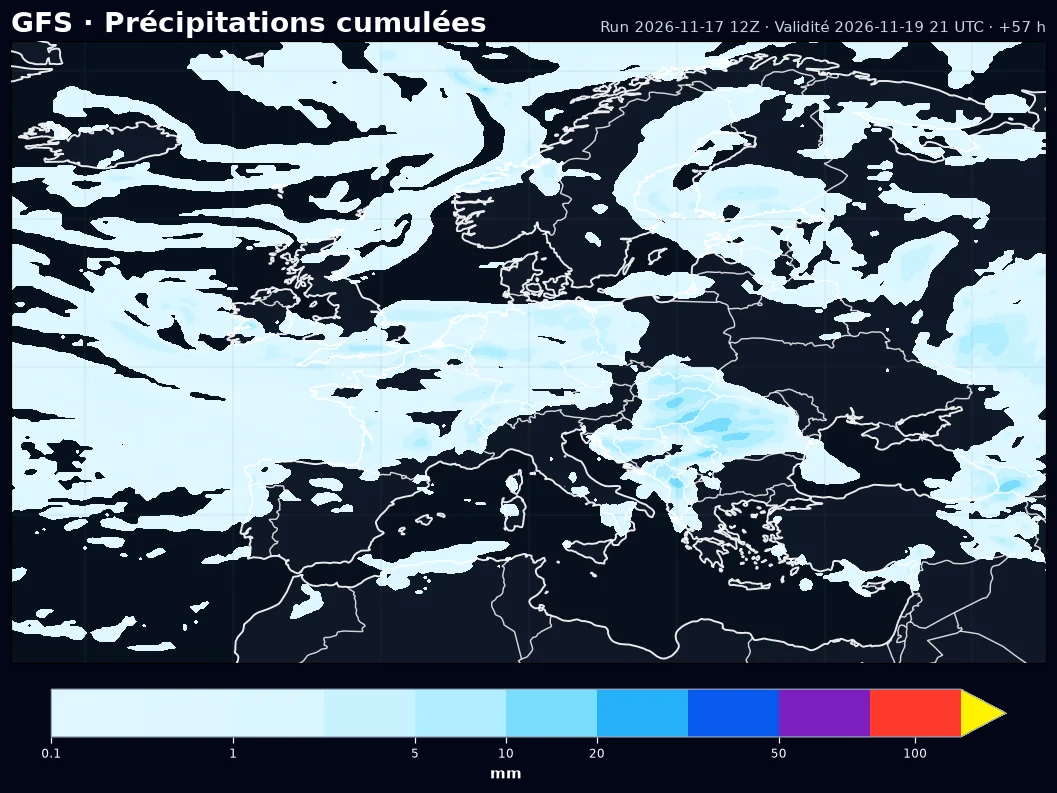 GFS · Précipitations cumulées
Run 2026-11-17 12Z · Validité 2026-11-19 21 UTC · +57 h
0.1 1 5 10 20 50 100
mm